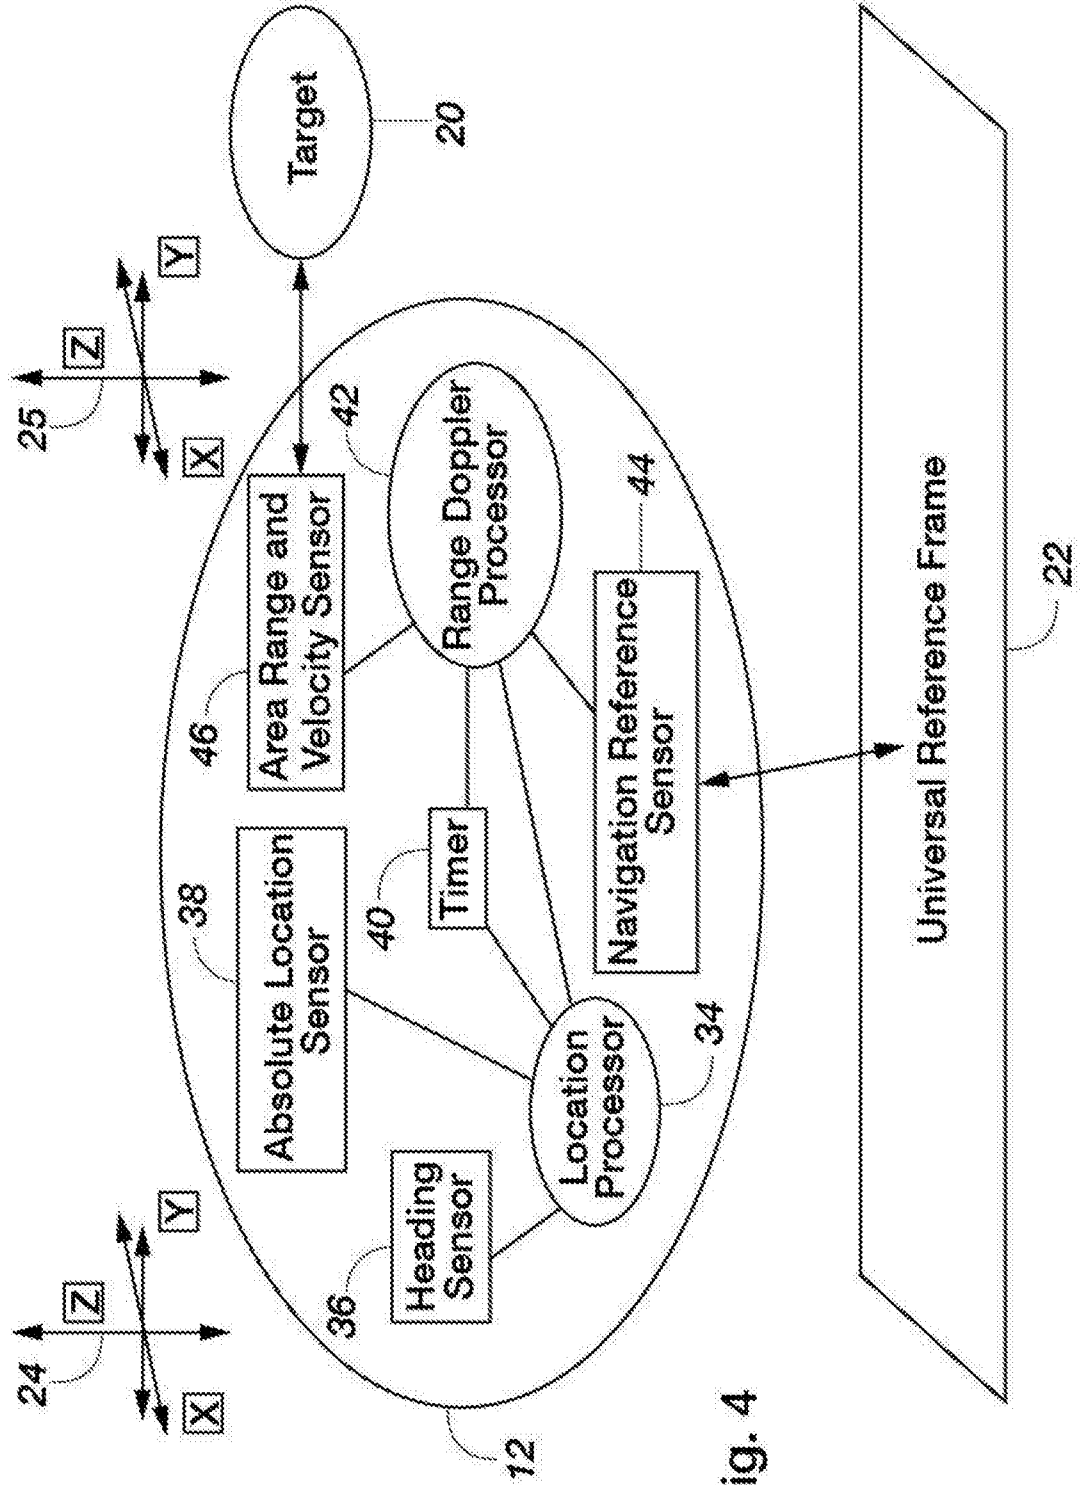 24
Z
X
Y
25
Z
X
Y
38
Absolute Location
Sensor
46
Area Range and
Velocity Sensor
Target
20
36
Heading
Sensor
40
Timer
42
Range Doppler
Processor
Location
Processor
34
Navigation Reference
Sensor
44
12
ig. 4
Universal Reference Frame
22